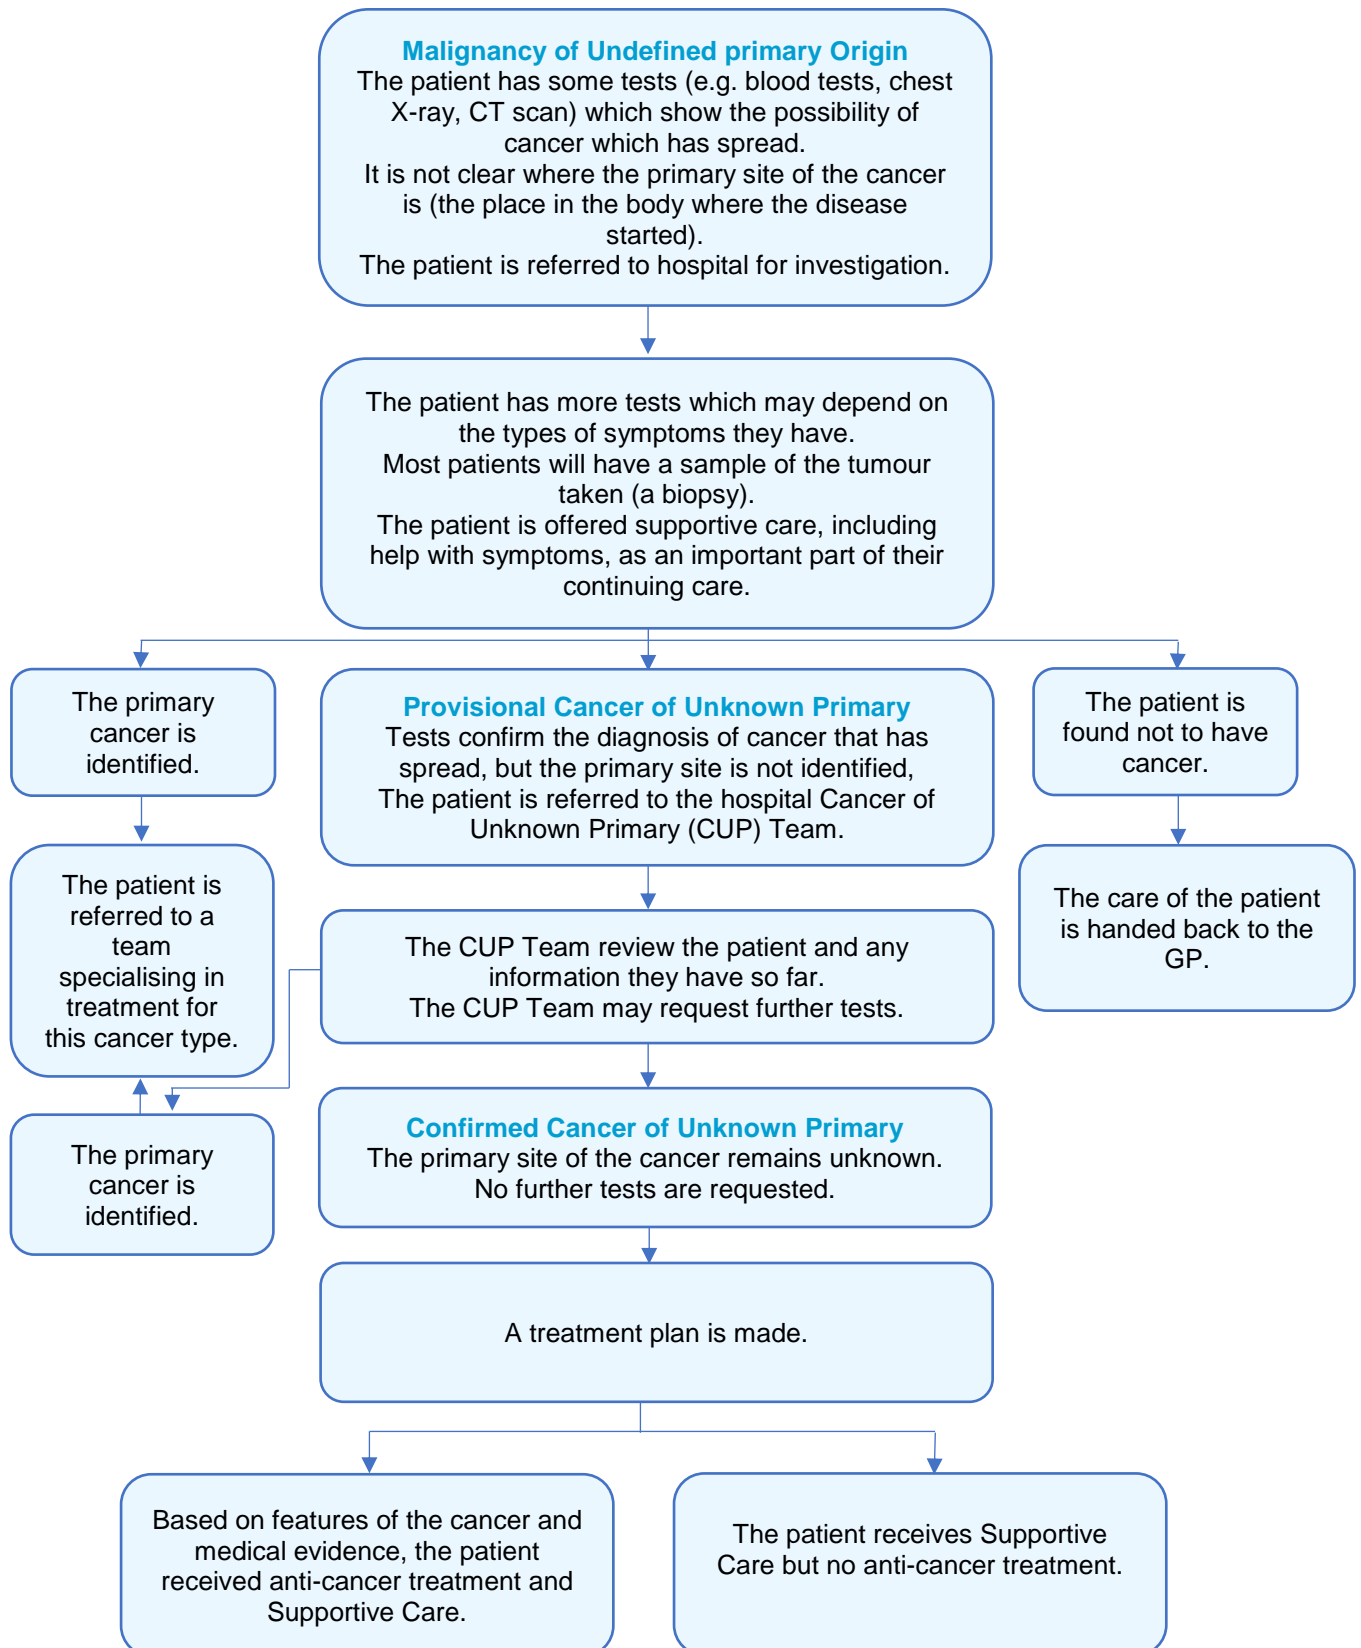 Malignancy of Undefined primary Origin
The patient has some tests (e.g. blood tests, chest
X-ray, CT scan) which show the possibility of
cancer which has spread.
It is not clear where the primary site of the cancer
is (the place in the body where the disease
started).
The patient is referred to hospital for investigation.
The patient has more tests which may depend on
the types of symptoms they have.
Most patients will have a sample of the tumour
taken (a biopsy).
The patient is offered supportive care, including
help with symptoms, as an important part of their
continuing care.
The primary
cancer is
identified.
Provisional Cancer of Unknown Primary
Tests confirm the diagnosis of cancer that has
spread, but the primary site is not identified,
The patient is referred to the hospital Cancer of
Unknown Primary (CUP) Team.
The patient is
found not to have
cancer.
The patient is
referred to a
team
specialising in
treatment for
this cancer type.
The CUP Team review the patient and any
information they have so far.
The CUP Team may request further tests.
The care of the patient
is handed back to the
GP.
The primary
cancer is
identified.
Confirmed Cancer of Unknown Primary
The primary site of the cancer remains unknown.
No further tests are requested.
A treatment plan is made.
Based on features of the cancer and
medical evidence, the patient
received anti-cancer treatment and
Supportive Care.
The patient receives Supportive
Care but no anti-cancer treatment.